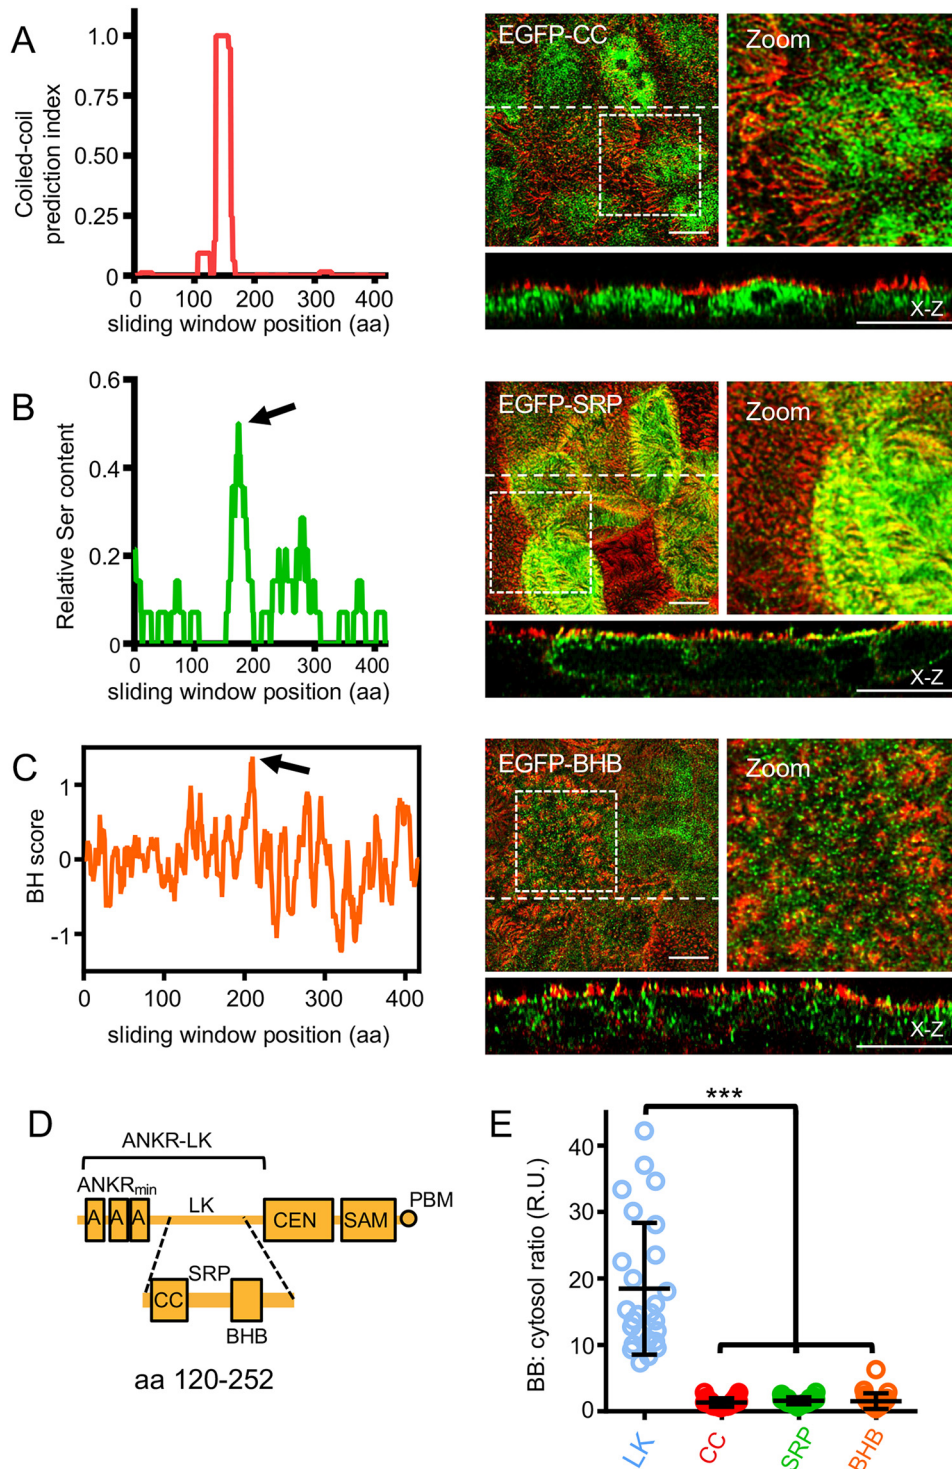 A
1.0
0.75
0.50
0.25
0
Coiled-coil
prediction index
0 100 200 300 400
sliding window position (aa)
EGFP-CC
Zoom
X-Z
B
0.6
0.4
0.2
0
Relative Ser content
0 100 200 300 400
sliding window position (aa)
EGFP-SRP
Zoom
X-Z
C
1
0
-1
BH score
0 100 200 300 400
sliding window position (aa)
EGFP-BHB
Zoom
X-Z
D
ANKR-LK
ANKRmin
LK
PBM
A A A
CEN
SAM
SRP
CC
BHB
aa 120-252
E
***
40
30
20
10
0
BB: cytosol ratio (R.U.)
LK
CC
SRP
BHB